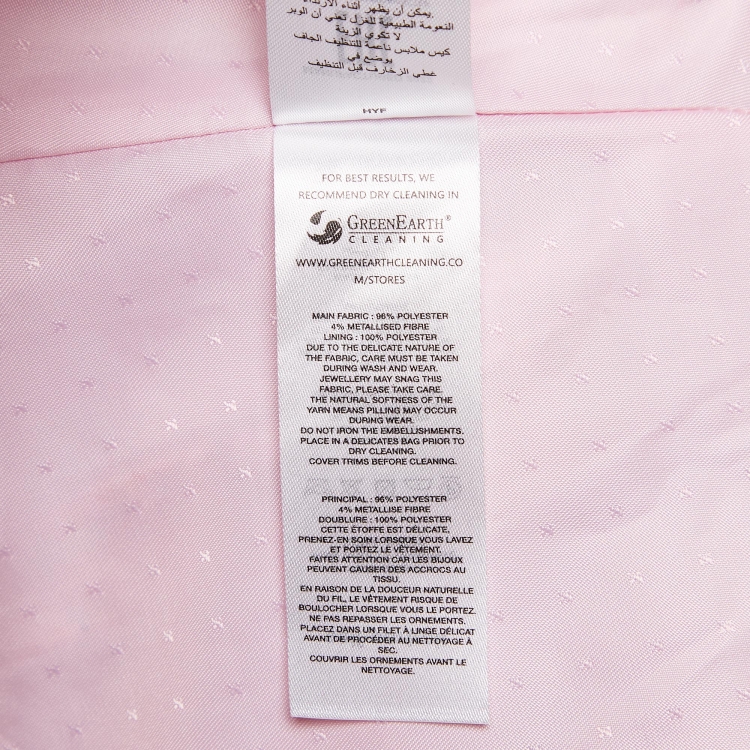 يمكن أن يظهر أثناء الارتداء.
النعومة الطبيعية للغزل تعني أن الوبر
لا تكوي الزينة
كيس ملابس ناعمة للتنظيف الجاف
يوضع في
غطي الزخارف قبل التنظيف
HYF
FOR BEST RESULTS, WE
RECOMMEND DRY CLEANING IN
GREENEARTH®
CLEANING
WWW.GREENEARTHCLEANING.CO
M/STORES
MAIN FABRIC : 96% POLYESTER
4% METALLISED FIBRE
LINING : 100% POLYESTER
DUE TO THE DELICATE NATURE OF
THE FABRIC, CARE MUST BE TAKEN
DURING WASH AND WEAR.
JEWELLERY MAY SNAG THIS
FABRIC, PLEASE TAKE CARE.
THE NATURAL SOFTNESS OF THE
YARN MEANS PILLING MAY OCCUR
DURING WEAR.
DO NOT IRON THE EMBELLISHMENTS.
PLACE IN A DELICATES BAG PRIOR TO
DRY CLEANING.
COVER TRIMS BEFORE CLEANING.
PRINCIPAL : 96% POLYESTER
4% METALLISE FIBRE
DOUBLURE : 100% POLYESTER
CETTE ÉTOFFE EST DÉLICATE,
PRENEZ-EN SOIN LORSQUE VOUS LAVEZ
ET PORTEZ LE VÊTEMENT.
FAITES ATTENTION CAR LES BIJOUX
PEUVENT CAUSER DES ACCROCS AU
TISSU.
EN RAISON DE LA DOUCEUR NATURELLE
DU FIL, LE VÊTEMENT RISQUE DE
BOULOCHER LORSQUE VOUS LE PORTEZ.
NE PAS REPASSER LES ORNEMENTS.
PLACEZ DANS UN FILET À LINGE DÉLICAT
AVANT DE PROCÉDER AU NETTOYAGE À
SEC.
COUVRIR LES ORNEMENTS AVANT LE
NETTOYAGE.